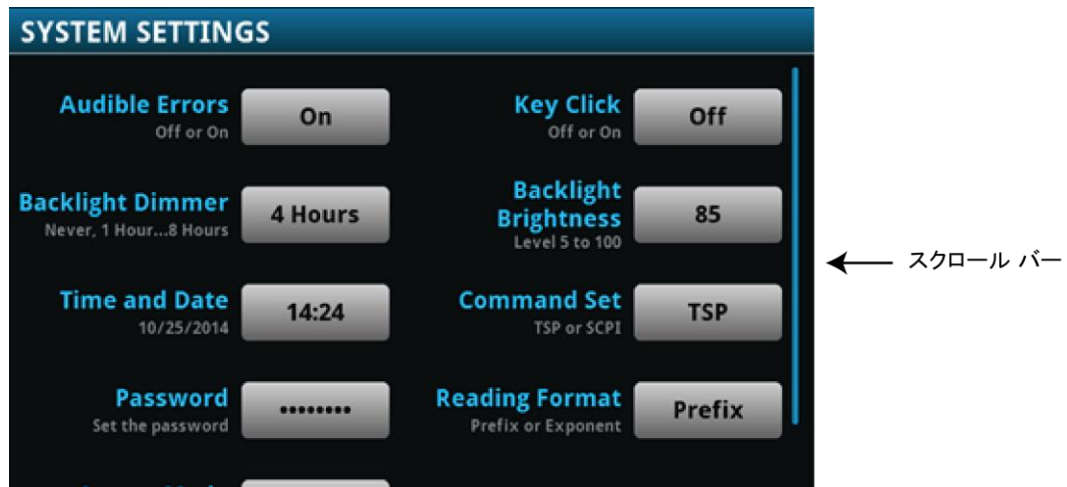 SYSTEM SETTINGS
Audible Errors
Off or On
On
Key Click
Off or On
Off
Backlight Dimmer
Never, 1 Hour...8 Hours
4 Hours
Backlight
Brightness
Level 5 to 100
85
スクロール バー
Time and Date
10/25/2014
14:24
Command Set
TSP or SCPI
TSP
Password
Set the password
••••••••
Reading Format
Prefix or Exponent
Prefix